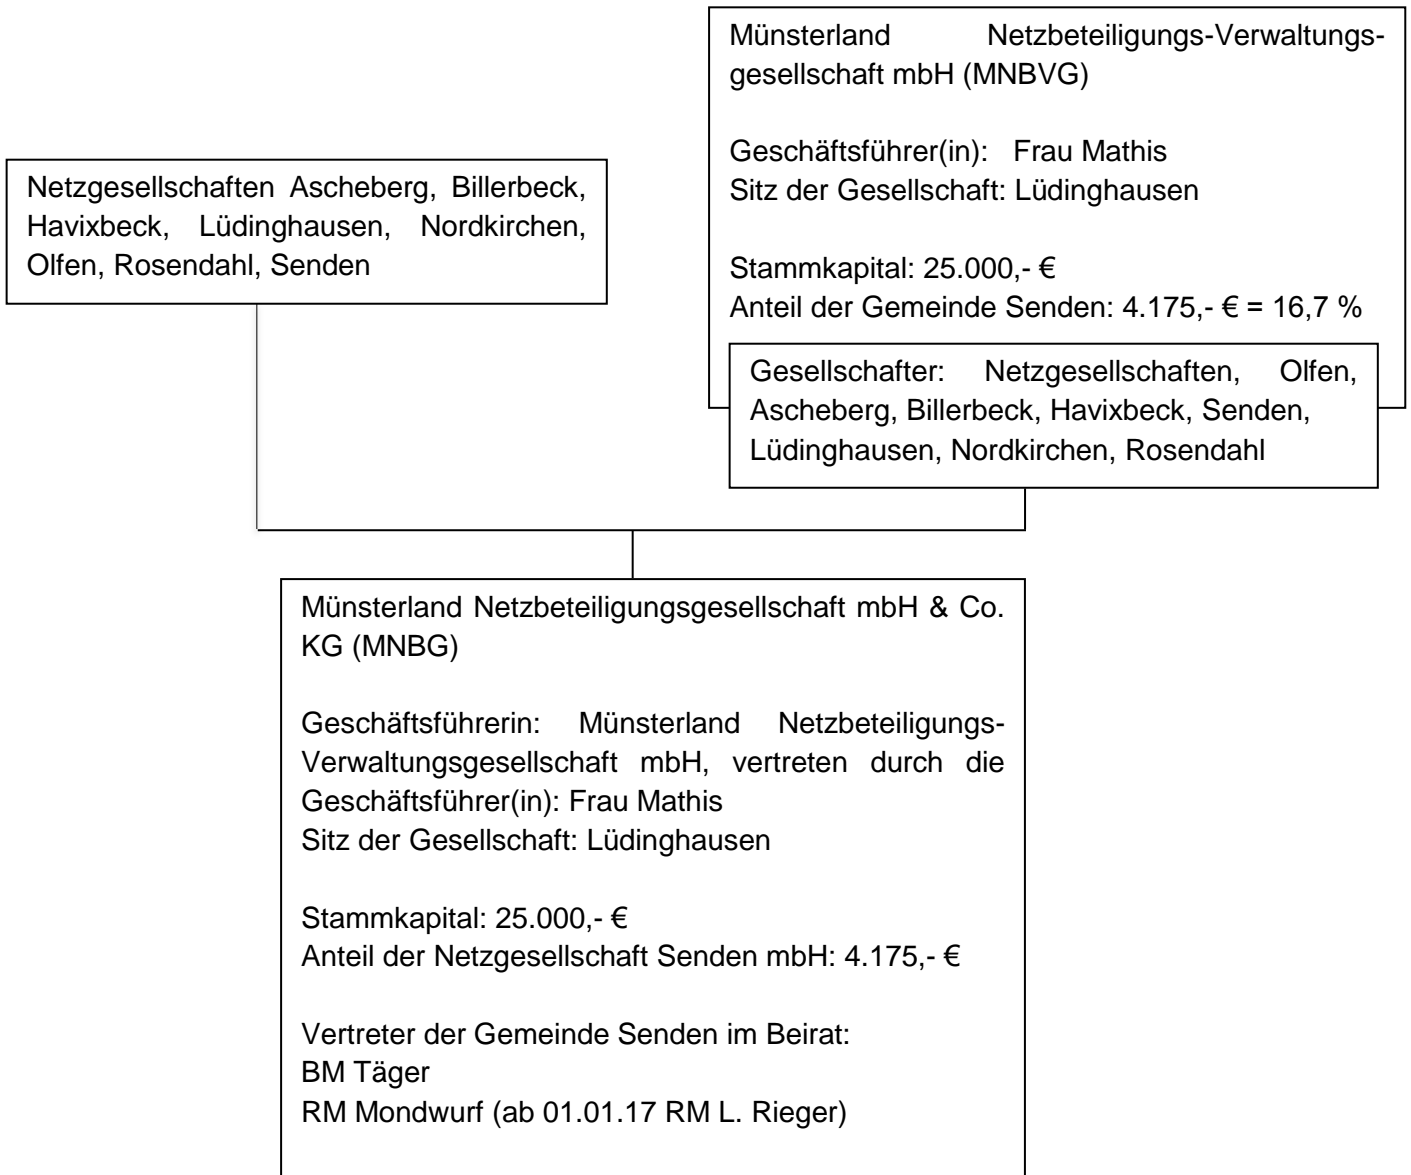 Münsterland Netzbeteiligungs-Verwaltungs-
gesellschaft mbH (MNBVG)
Geschäftsführer(in): Frau Mathis
Sitz der Gesellschaft: Lüdinghausen
Stammkapital: 25.000,- €
Anteil der Gemeinde Senden: 4.175,- € = 16,7 %
Gesellschafter: Netzgesellschaften, Olfen,
Ascheberg, Billerbeck, Havixbeck, Senden,
Lüdinghausen, Nordkirchen, Rosendahl
Netzgesellschaften Ascheberg, Billerbeck,
Havixbeck, Lüdinghausen, Nordkirchen,
Olfen, Rosendahl, Senden
Münsterland Netzbeteiligungsgesellschaft mbH & Co.
KG (MNBG)
Geschäftsführerin: Münsterland Netzbeteiligungs-
Verwaltungsgesellschaft mbH, vertreten durch die
Geschäftsführer(in): Frau Mathis
Sitz der Gesellschaft: Lüdinghausen
Stammkapital: 25.000,- €
Anteil der Netzgesellschaft Senden mbH: 4.175,- €
Vertreter der Gemeinde Senden im Beirat:
BM Täger
RM Mondwurf (ab 01.01.17 RM L. Rieger)